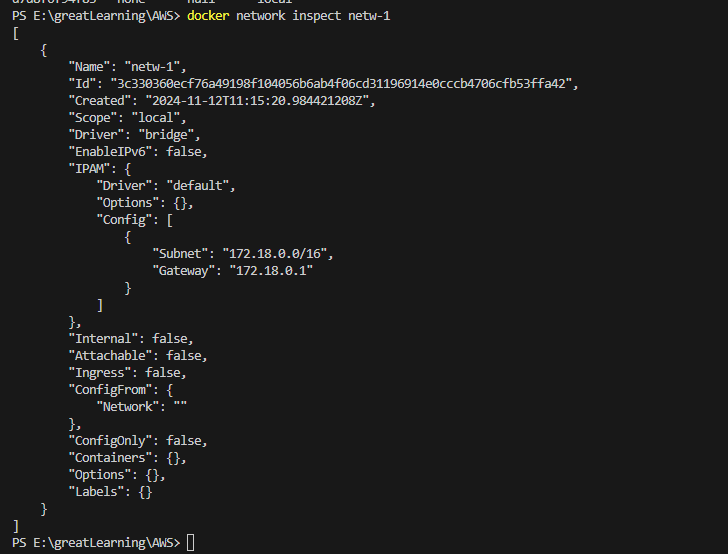 PS E:\greatLearning\AWS> docker network inspect netw-1
[
    {
        "Name": "netw-1",
        "Id": "3c330360ecf76a49198f104056b6ab4f06cd31196914e0cccb4706cfb53ffa42",
        "Created": "2024-11-12T11:15:20.984421208Z",
        "Scope": "local",
        "Driver": "bridge",
        "EnableIPv6": false,
        "IPAM": {
            "Driver": "default",
            "Options": {},
            "Config": [
                {
                    "Subnet": "172.18.0.0/16",
                    "Gateway": "172.18.0.1"
                }
            ]
        },
        "Internal": false,
        "Attachable": false,
        "Ingress": false,
        "ConfigFrom": {
            "Network": ""
        },
        "ConfigOnly": false,
        "Containers": {},
        "Options": {},
        "Labels": {}
    }
]
PS E:\greatLearning\AWS>